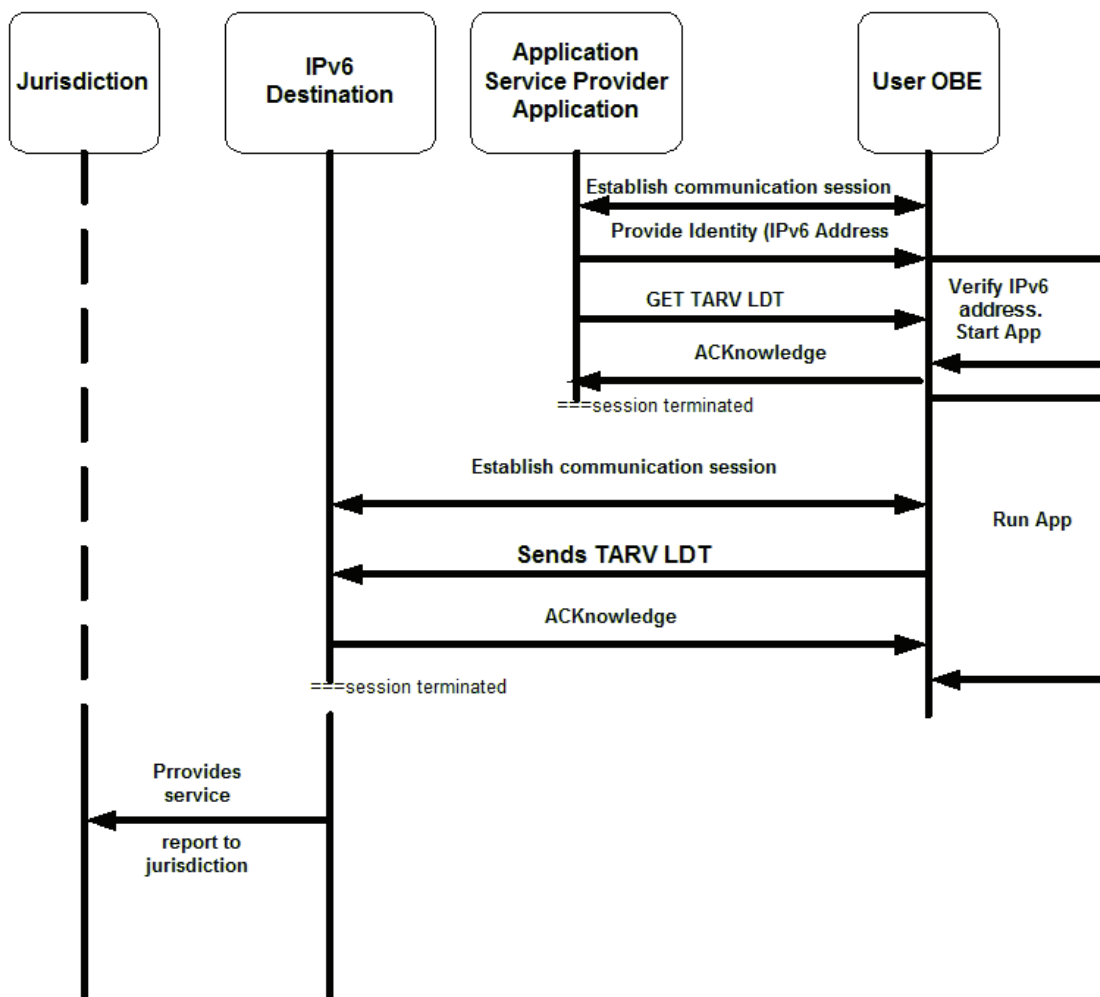 Jurisdiction
IPv6
Destination
Application
Service Provider
Application
User OBE
Establish communication session
Provide Identity (IPv6 Address
GET TARV LDT
Verify IPv6
address.
Start App
ACKnowledge
===session terminated
Establish communication session
Run App
Sends TARV LDT
ACKnowledge
===session terminated
Prrovides
service
report to
jurisdiction